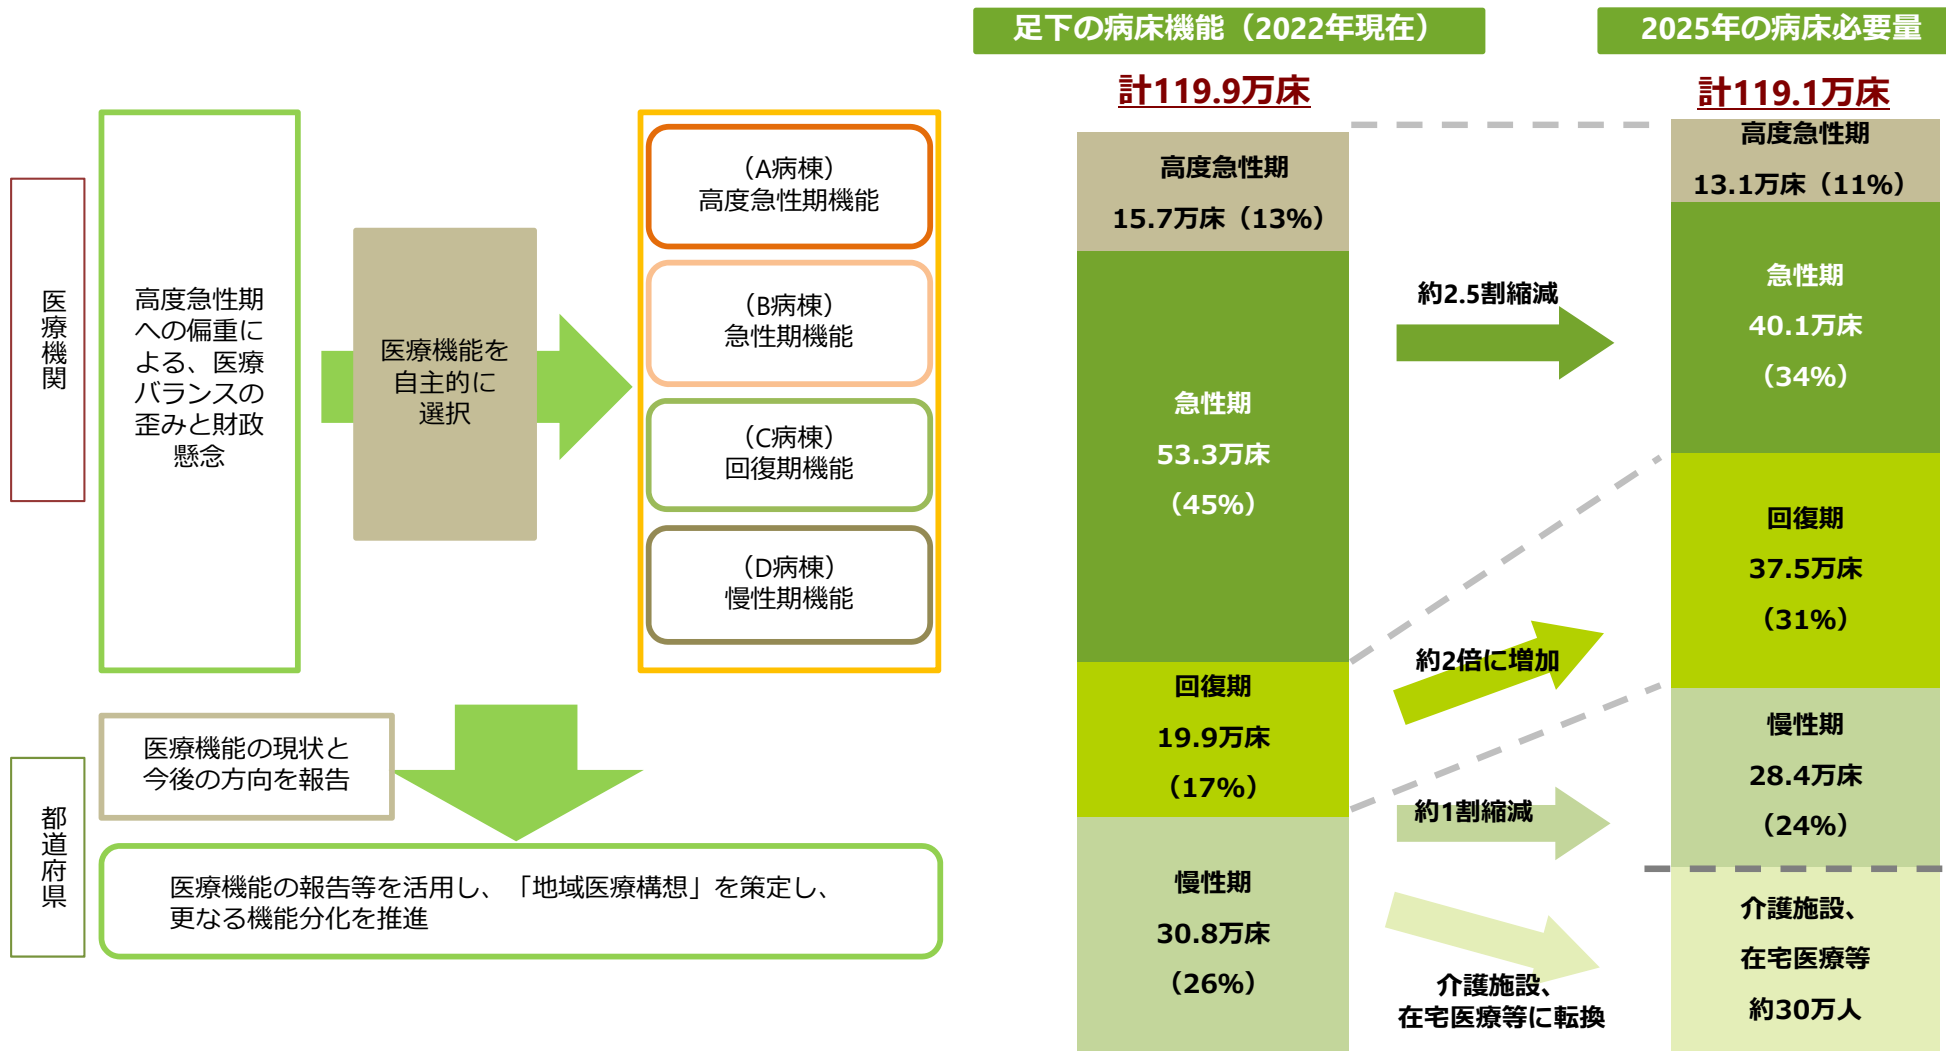 医療機関
高度急性期
への偏重に
よる、医療
バランスの
歪みと財政
懸念
医療機能を
自主的に
選択
（A病棟）
高度急性期機能
（B病棟）
急性期機能
（C病棟）
回復期機能
（D病棟）
慢性期機能
都道府県
医療機能の現状と
今後の方向を報告
医療機能の報告等を活用し、「地域医療構想」を策定し、
更なる機能分化を推進
足下の病床機能（2022年現在）
計119.9万床
高度急性期
15.7万床（13%）
急性期
53.3万床
（45%）
回復期
19.9万床
（17%）
慢性期
30.8万床
（26%）
約2.5割縮減
約2倍に増加
約1割縮減
介護施設、
在宅医療等に転換
2025年の病床必要量
計119.1万床
高度急性期
13.1万床（11%）
急性期
40.1万床
（34%）
回復期
37.5万床
（31%）
慢性期
28.4万床
（24%）
介護施設、
在宅医療等
約30万人